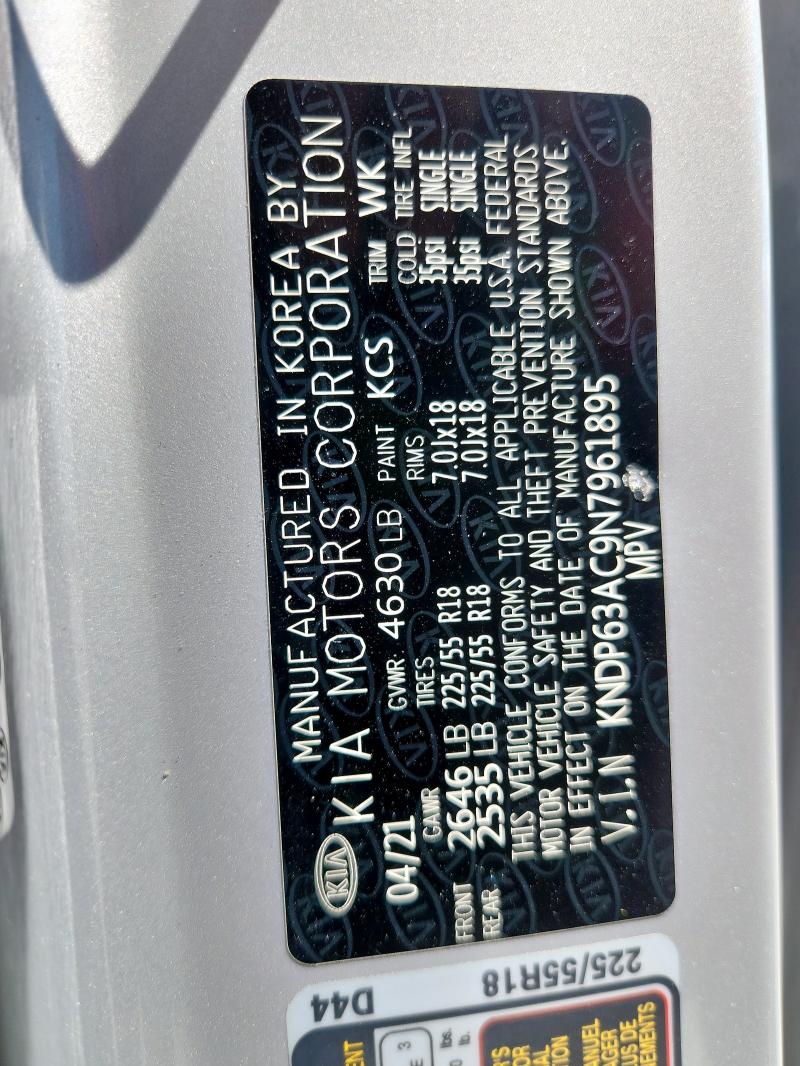 MANUFACTURED IN KOREA BY
KIA KIA MOTORS CORPORATION
04/21 GVWR 4630 LB PAINT KCS TRIM WK
GAWR TIRES RIMS COLD TIRE INFL.
FRONT 2646 LB 225/55 R18 7.0Jx18 35psi SINGLE
REAR 2535 LB 225/55 R18 7.0Jx18 35psi SINGLE
THIS VEHICLE CONFORMS TO ALL APPLICABLE U.S.A. FEDERAL
MOTOR VEHICLE SAFETY AND THEFT PREVENTION STANDARDS
IN EFFECT ON THE DATE OF MANUFACTURE SHOWN ABOVE.
V.I.N KNDP63AC9N7961895
MPV
D44
225/55R18